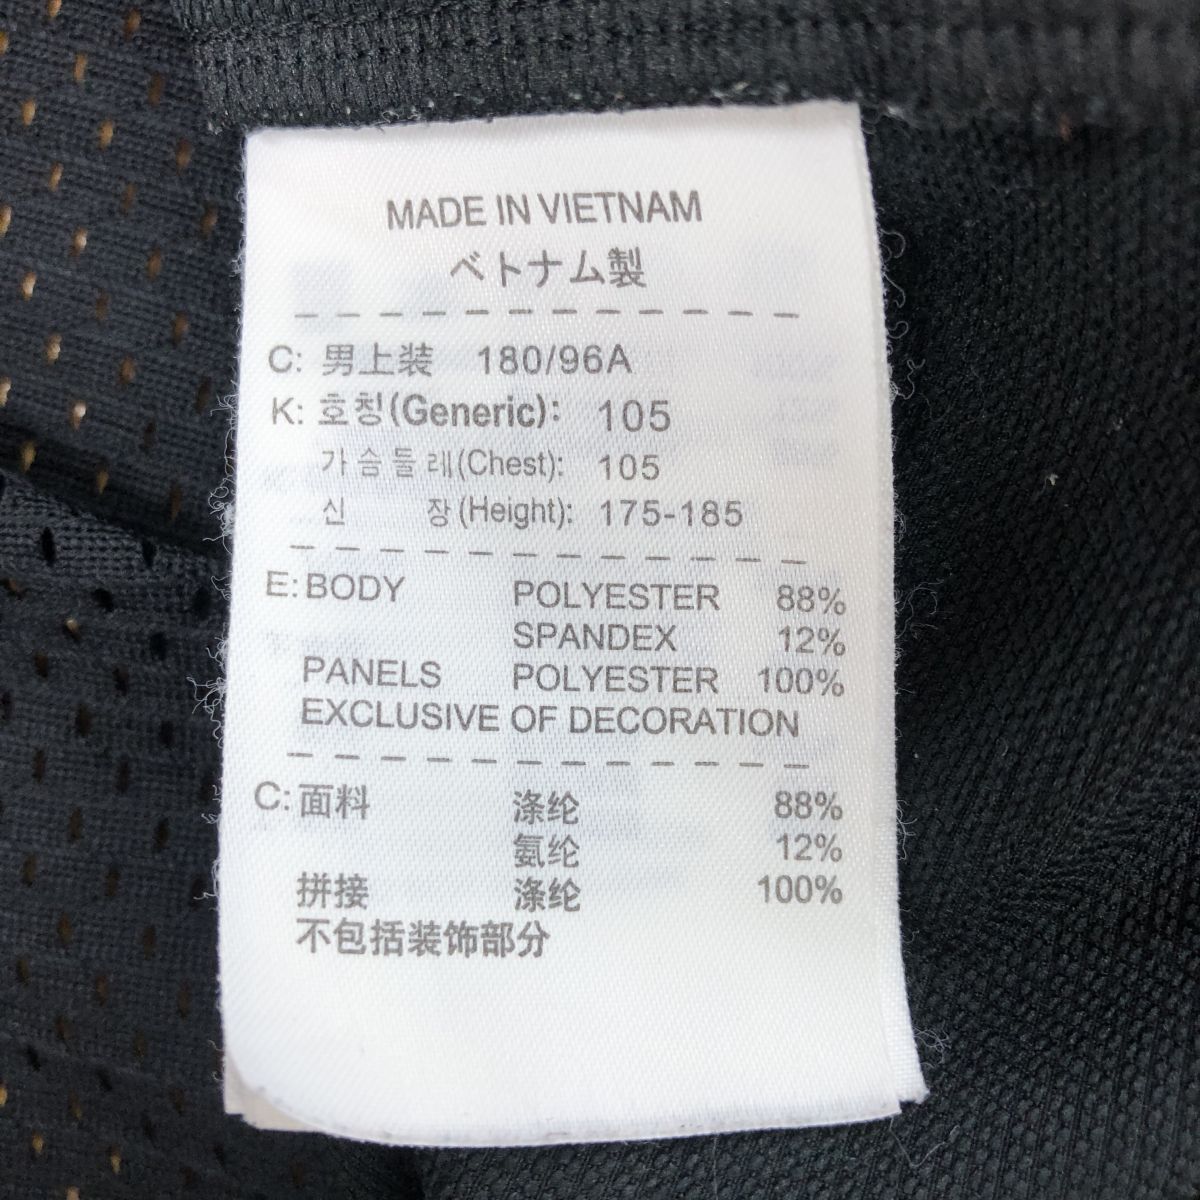 MADE IN VIETNAM
ベトナム製
C: 男上装 180/96A
K: 호칭(Generic): 105
가슴둘레(Chest): 105
신 장(Height): 175-185
E: BODY POLYESTER 88%
SPANDEX 12%
PANELS POLYESTER 100%
EXCLUSIVE OF DECORATION
C: 面料 涤纶 88%
氨纶 12%
拼接 涤纶 100%
不包括装饰部分